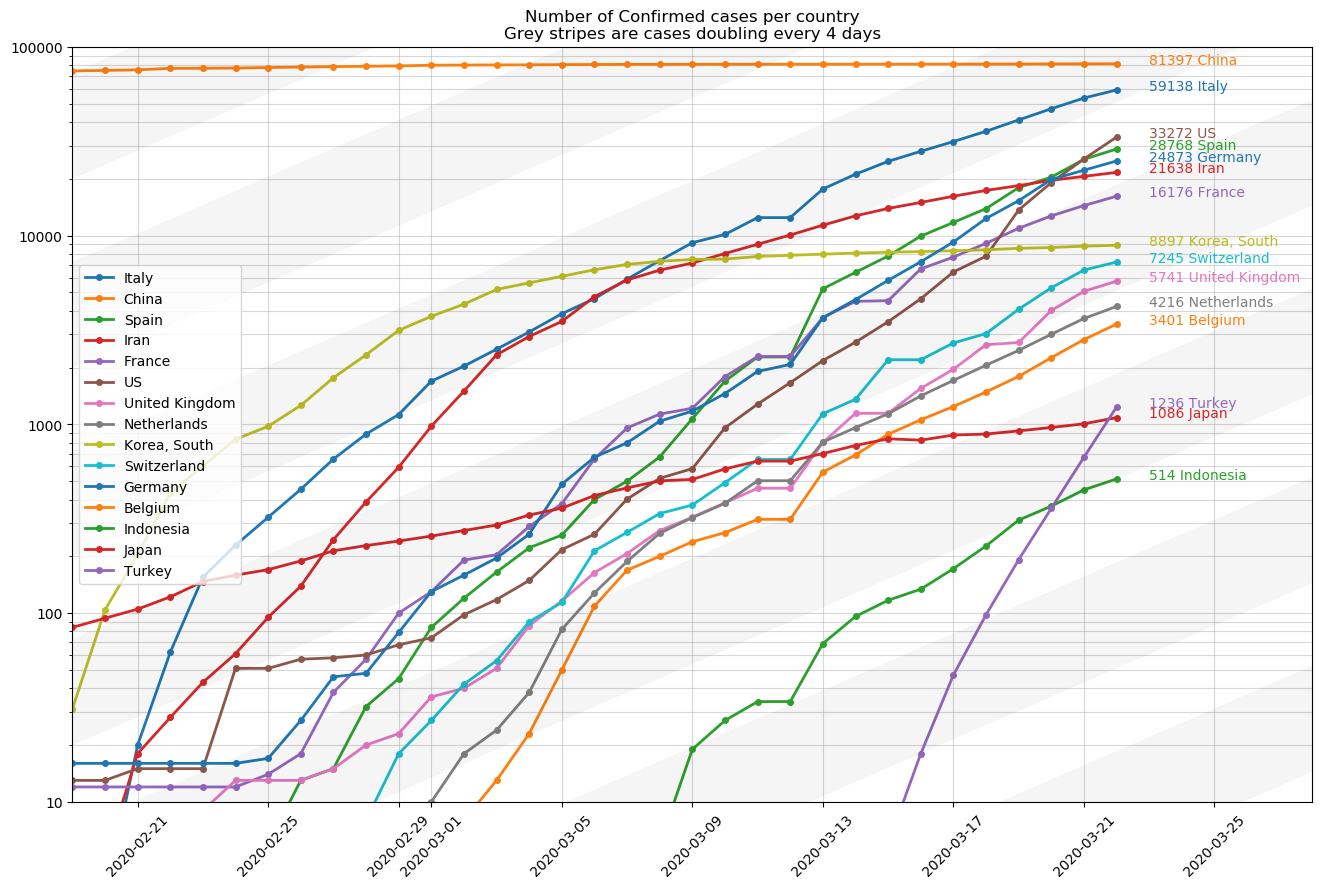 Number of Confirmed cases per country
Grey stripes are cases doubling every 4 days
100000
10000
1000
100
10
81397 China
59138 Italy
33272 US
28768 Spain
24873 Germany
21638 Iran
16176 France
8897 Korea, South
7245 Switzerland
5741 United Kingdom
4216 Netherlands
3401 Belgium
1236 Turkey
1086 Japan
514 Indonesia
Italy
China
Spain
Iran
France
US
United Kingdom
Netherlands
Korea, South
Switzerland
Germany
Belgium
Indonesia
Japan
Turkey
2020-02-21
2020-02-25
2020-02-29
2020-03-01
2020-03-05
2020-03-09
2020-03-13
2020-03-17
2020-03-21
2020-03-25